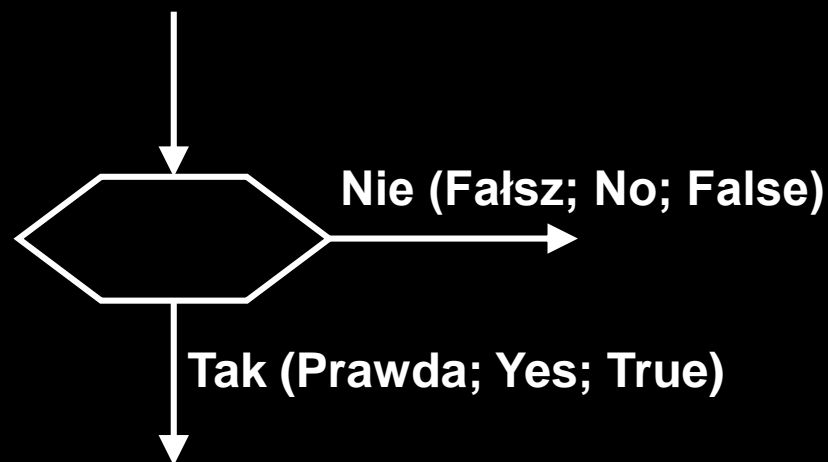 Nie (Fałsz; No; False)
Tak (Prawda; Yes; True)